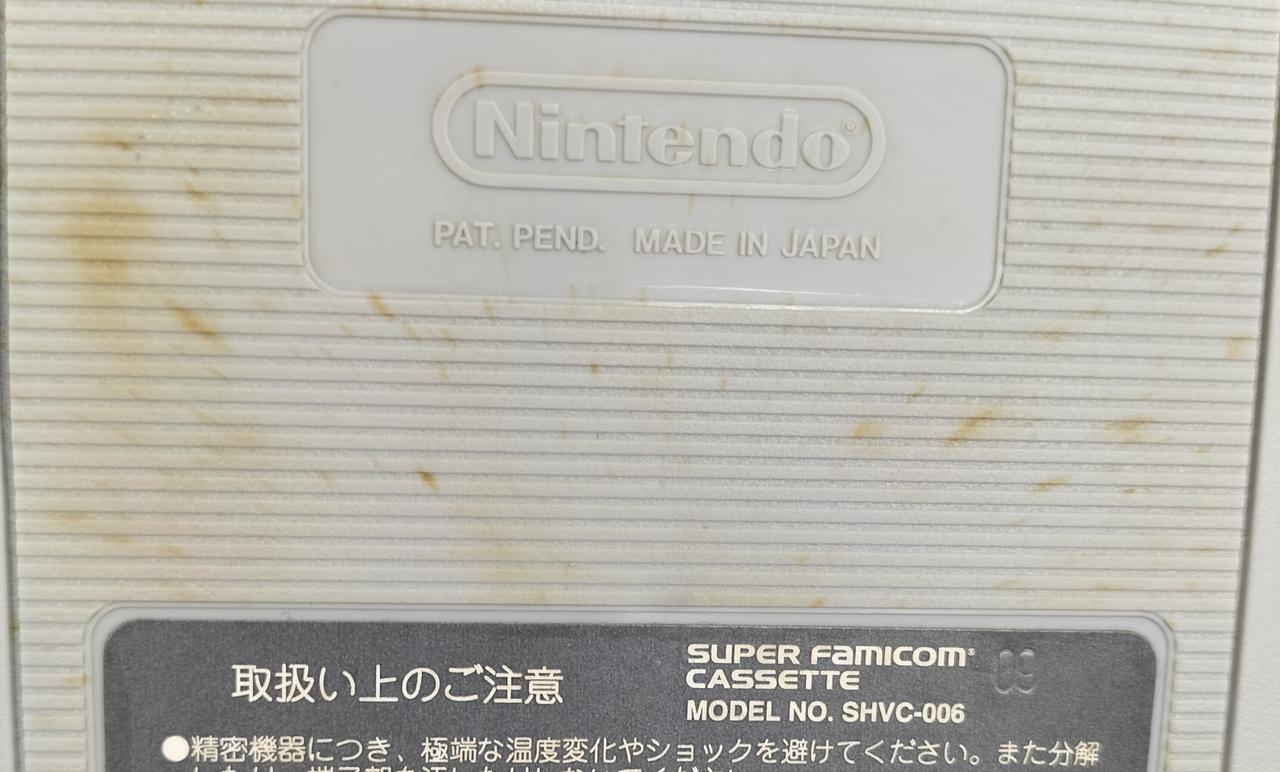 Nintendo®
PAT. PEND. MADE IN JAPAN
取扱い上のご注意
SUPER FAMICOM®
CASSETTE
09
MODEL NO. SHVC-006
●精密機器につき、極端な温度変化やショックを避けてください。また分解